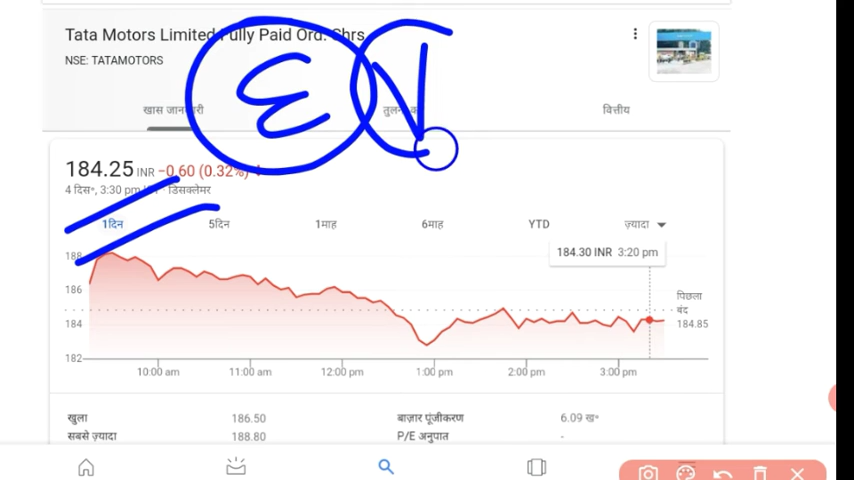 Tata Motors Limited Fully Paid Ord. Shrs
NSE: TATAMOTORS
खास जानकारी
वित्तीय
184.25 INR −0.60 (0.32%) ↓
4 दिस॰, 3:30 pm
डिसक्लेमर
1दिन 5दिन 1माह 6माह YTD ज़्यादा
184.30 INR 3:20 pm
188
186
184
182
पिछला
बंद
184.85
10:00 am 11:00 am 12:00 pm 1:00 pm 2:00 pm 3:00 pm
खुला 186.50 बाज़ार पूंजीकरण 6.09 ख॰
सबसे ज़्यादा 188.80 P/E अनुपात -